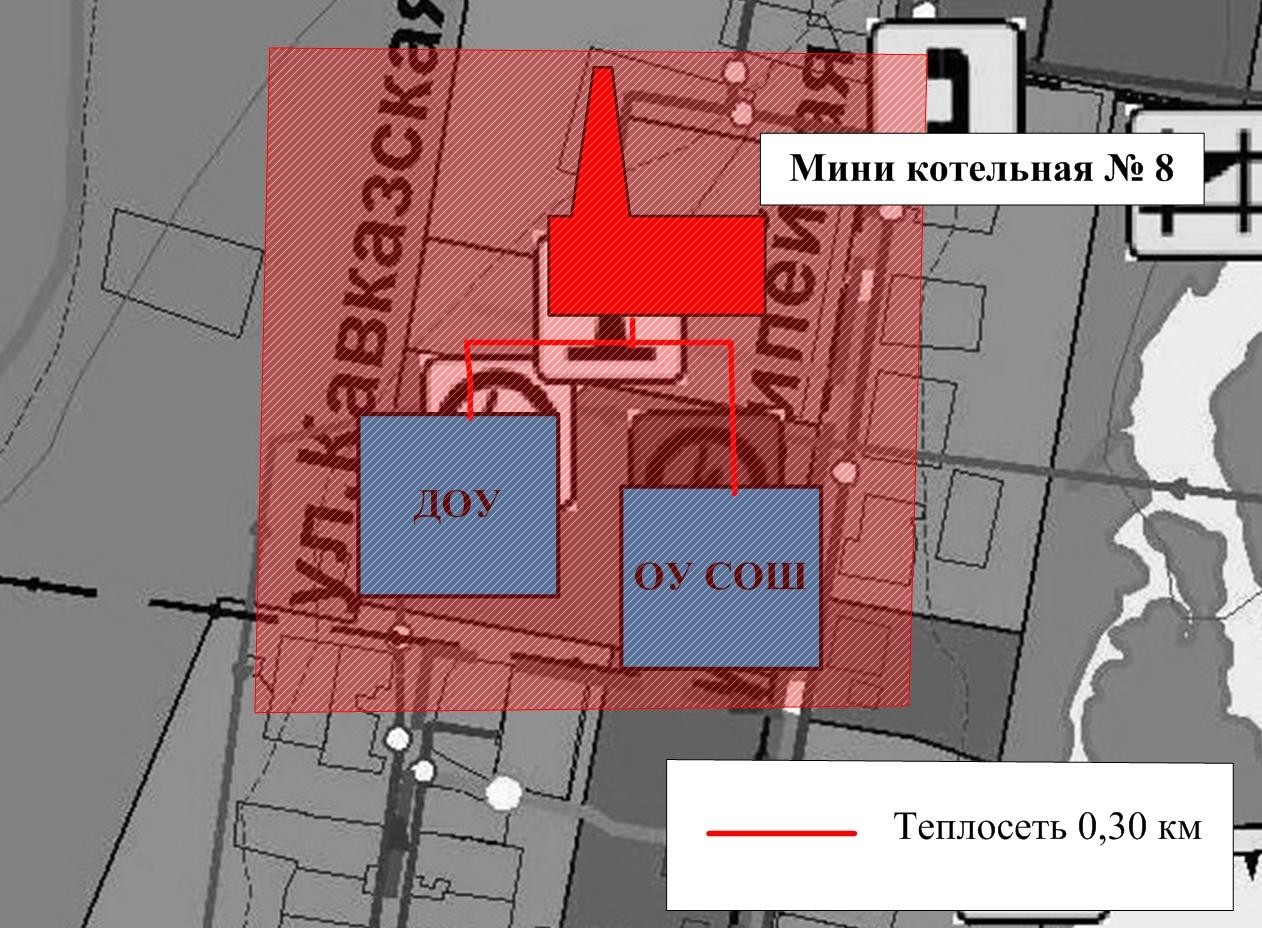 ул.Кавказская
Мини котельная № 8
ДОУ
ОУ СОШ
Теплосеть 0,30 км